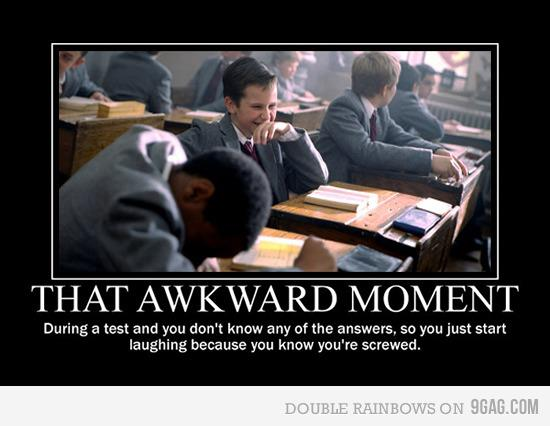 THAT AWKWARD MOMENT
During a test and you don't know any of the answers, so you just start
laughing because you know you're screwed.
DOUBLE RAINBOWS ON 9GAG.COM